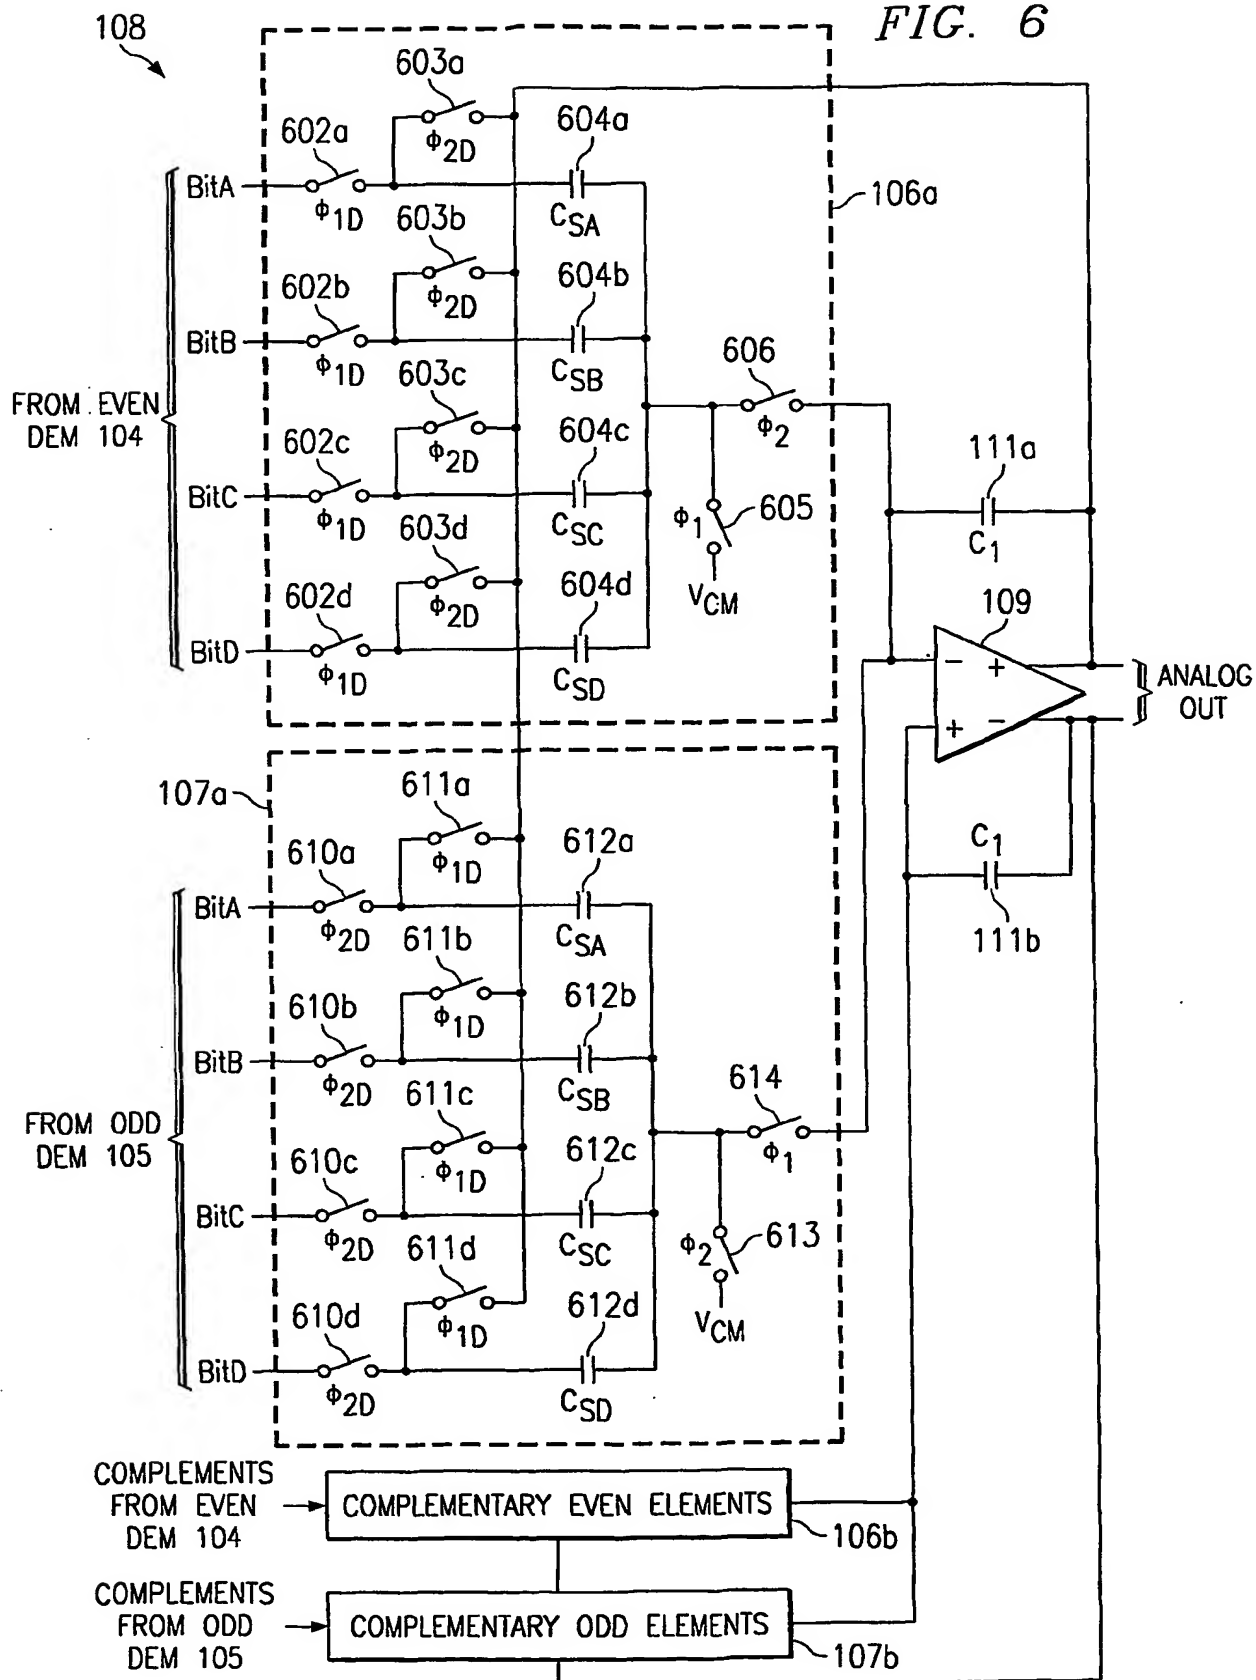 FIG. 6
108
603a
604a
602a
ϕ2D
BitA
106a
ϕ1D
CSA
603b
604b
602b
ϕ2D
BitB
606
ϕ1D
CSB
603c
604c
FROM EVEN
DEM 104
602c
ϕ2D
ϕ2
111a
BitC
ϕ1
605
ϕ1D
CSC
C1
603d
604d
VCM
109
602d
ϕ2D
BitD
ϕ1D
CSD
− +
+ −
ANALOG
OUT
107a
611a
612a
610a
ϕ1D
C1
BitA
ϕ2D
CSA
111b
611b
612b
610b
ϕ1D
BitB
614
ϕ2D
CSB
611c
612c
FROM ODD
DEM 105
610c
ϕ1D
ϕ1
BitC
ϕ2
613
ϕ2D
CSC
611d
612d
VCM
610d
ϕ1D
BitD
ϕ2D
CSD
COMPLEMENTS
FROM EVEN
DEM 104
COMPLEMENTARY EVEN ELEMENTS
106b
COMPLEMENTS
FROM ODD
DEM 105
COMPLEMENTARY ODD ELEMENTS
107b